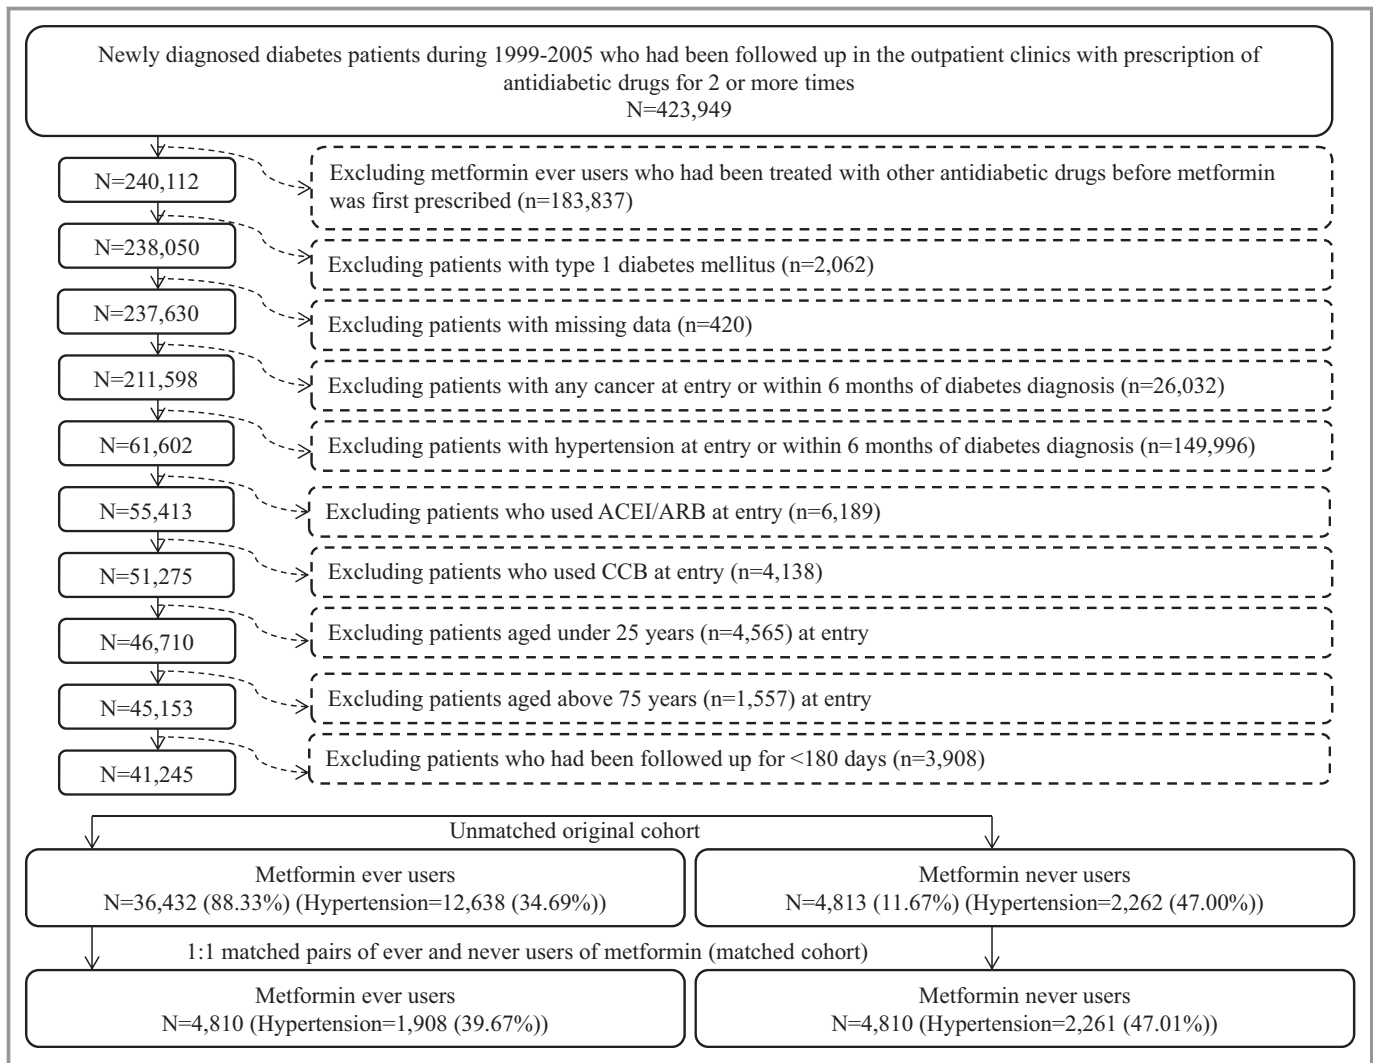 Newly diagnosed diabetes patients during 1999-2005 who had been followed up in the outpatient clinics with prescription of
antidiabetic drugs for 2 or more times
N=423,949
N=240,112
Excluding metformin ever users who had been treated with other antidiabetic drugs before metformin
was first prescribed (n=183,837)
N=238,050
Excluding patients with type 1 diabetes mellitus (n=2,062)
N=237,630
Excluding patients with missing data (n=420)
N=211,598
Excluding patients with any cancer at entry or within 6 months of diabetes diagnosis (n=26,032)
N=61,602
Excluding patients with hypertension at entry or within 6 months of diabetes diagnosis (n=149,996)
N=55,413
Excluding patients who used ACEI/ARB at entry (n=6,189)
N=51,275
Excluding patients who used CCB at entry (n=4,138)
N=46,710
Excluding patients aged under 25 years (n=4,565) at entry
N=45,153
Excluding patients aged above 75 years (n=1,557) at entry
N=41,245
Excluding patients who had been followed up for <180 days (n=3,908)
Unmatched original cohort
Metformin ever users
N=36,432 (88.33%) (Hypertension=12,638 (34.69%))
Metformin never users
N=4,813 (11.67%) (Hypertension=2,262 (47.00%))
1:1 matched pairs of ever and never users of metformin (matched cohort)
Metformin ever users
N=4,810 (Hypertension=1,908 (39.67%))
Metformin never users
N=4,810 (Hypertension=2,261 (47.01%))